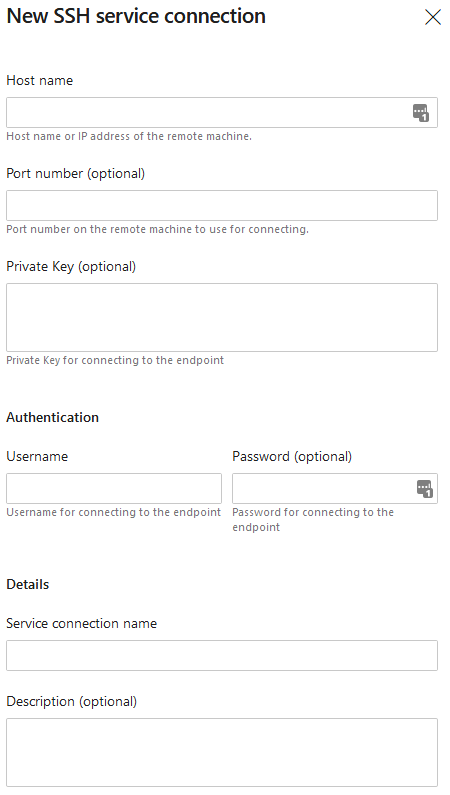 New SSH service connection
Host name
Host name or IP address of the remote machine.
Port number (optional)
Port number on the remote machine to use for connecting.
Private Key (optional)
Private Key for connecting to the endpoint
Authentication
Username
Password (optional)
Username for connecting to the endpoint
Password for connecting to the
endpoint
Details
Service connection name
Description (optional)